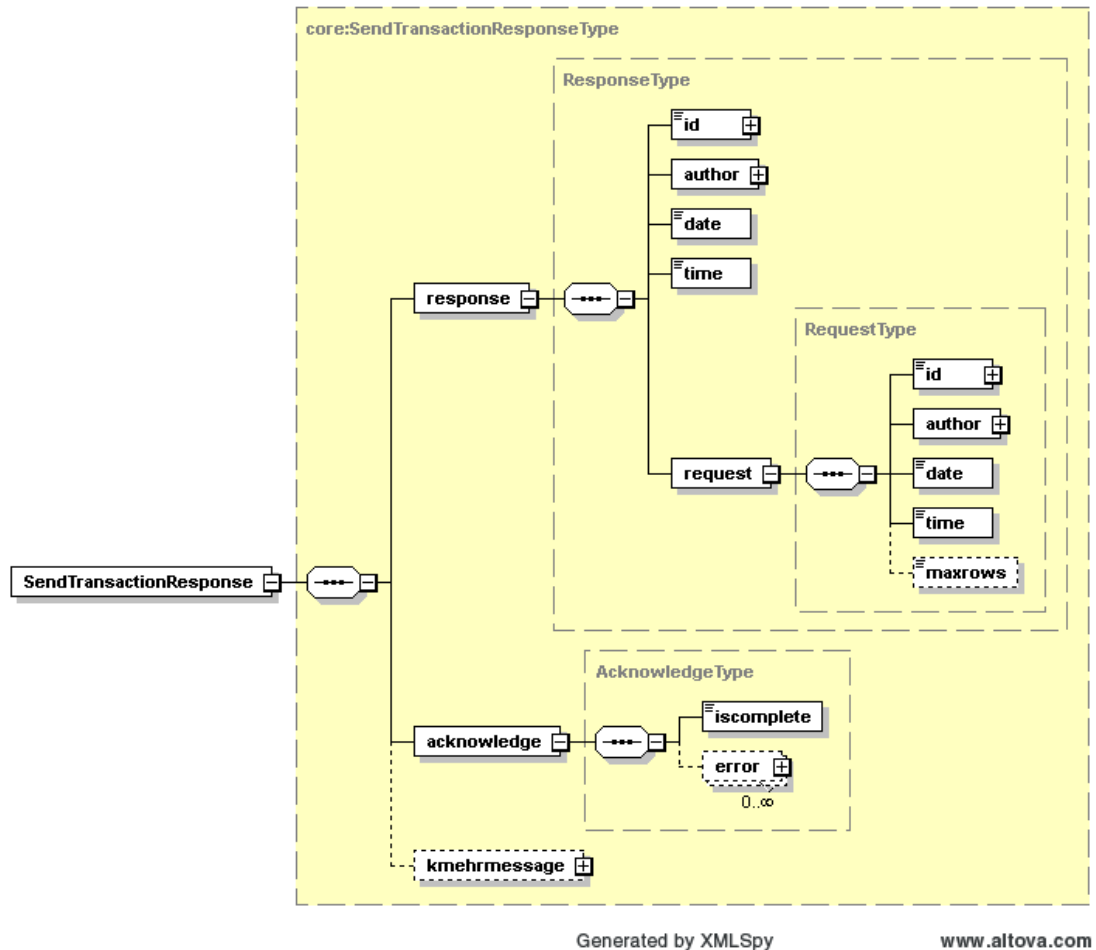 core:SendTransactionResponseType
ResponseType
id
author
date
time
response
RequestType
id
author
date
time
maxrows
request
SendTransactionResponse
AcknowledgeType
iscomplete
acknowledge
error
0..∞
kmehrmessage
Generated by XMLSpy www.altova.com